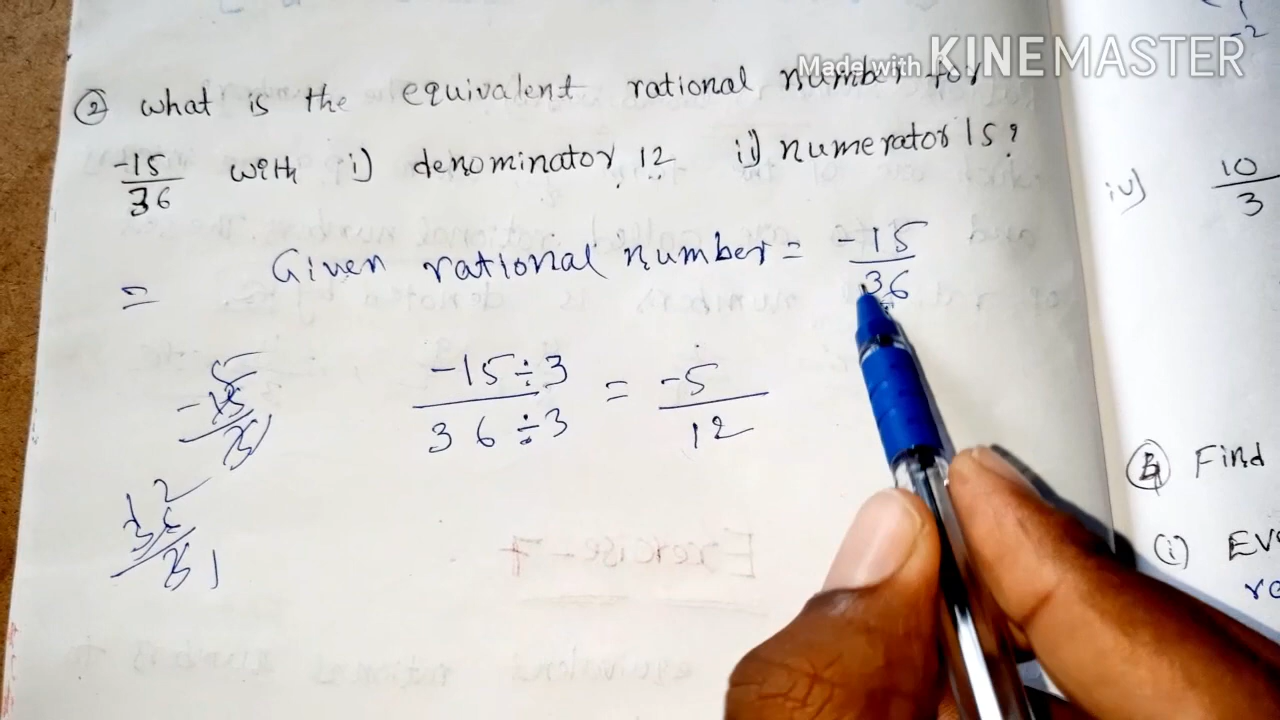 Made with KINEMASTER
② what is the equivalent rational number for
-15/36 with i) denominator 12 ii) numerator 15?
= Given rational number = -15/36
-15÷3/36÷3 = -5/12
-2
iv) 10/3
Find
(i)
Exercise-7